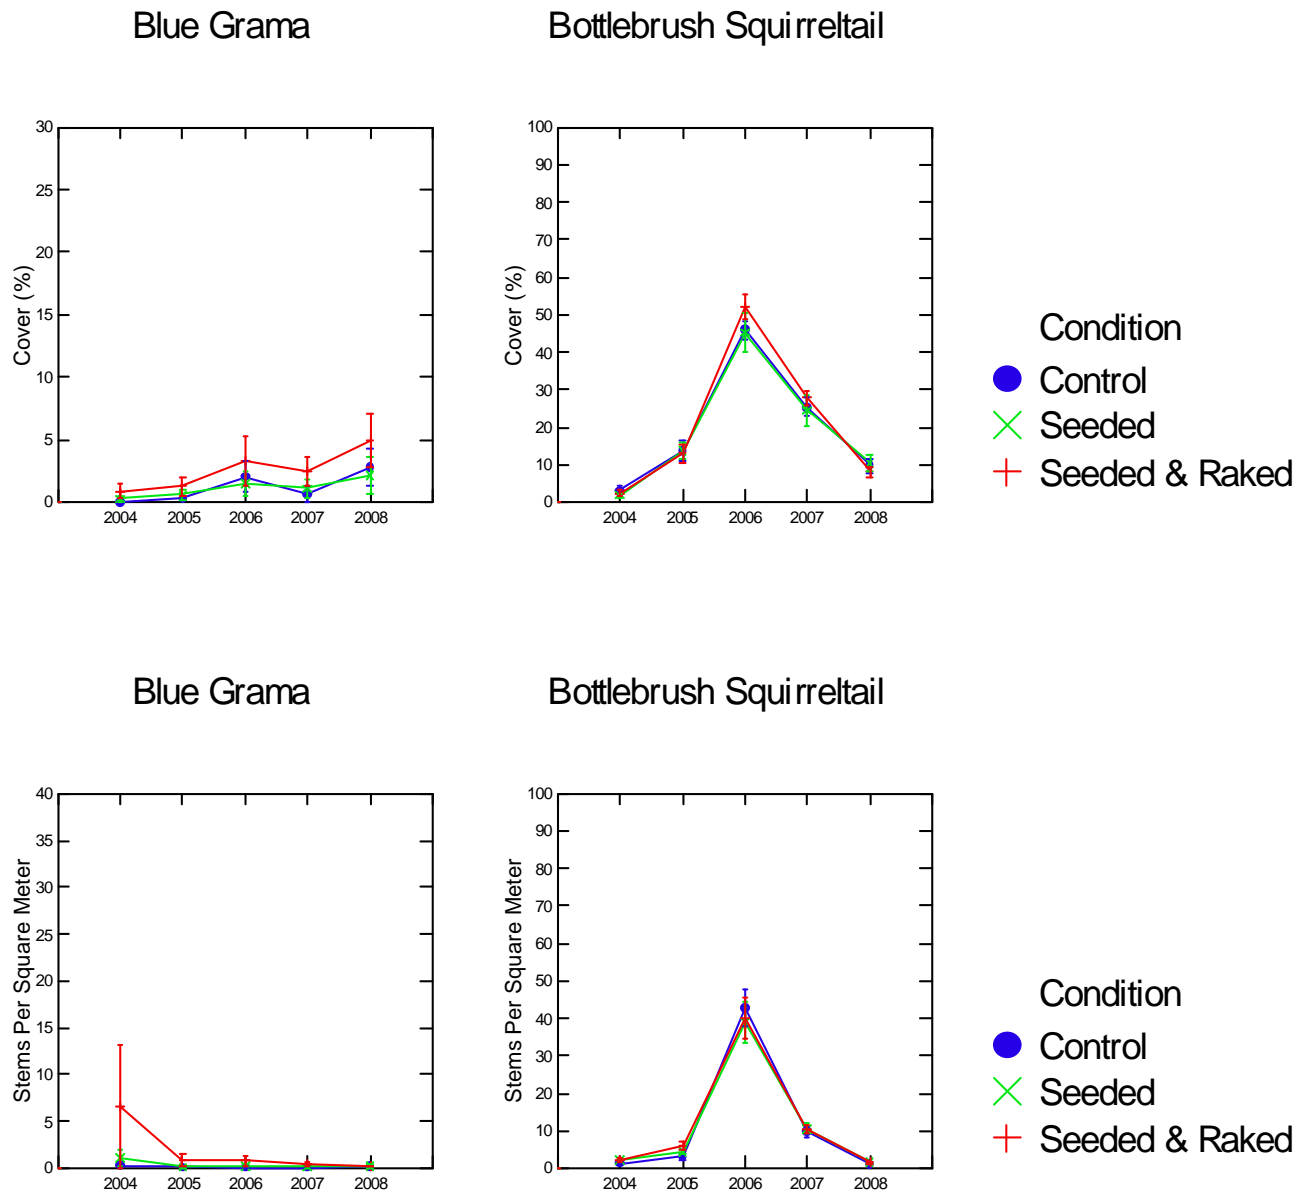 Blue Grama
Bottlebrush Squirreltail
30
25
20
15
10
5
0
Cover (%)
2004 2005 2006 2007 2008
100
90
80
70
60
50
40
30
20
10
0
Cover (%)
2004 2005 2006 2007 2008
Condition
Control
Seeded
Seeded & Raked
Blue Grama
Bottlebrush Squirreltail
40
35
30
25
20
15
10
5
0
Stems Per Square Meter
2004 2005 2006 2007 2008
100
90
80
70
60
50
40
30
20
10
0
Stems Per Square Meter
2004 2005 2006 2007 2008
Condition
Control
Seeded
Seeded & Raked